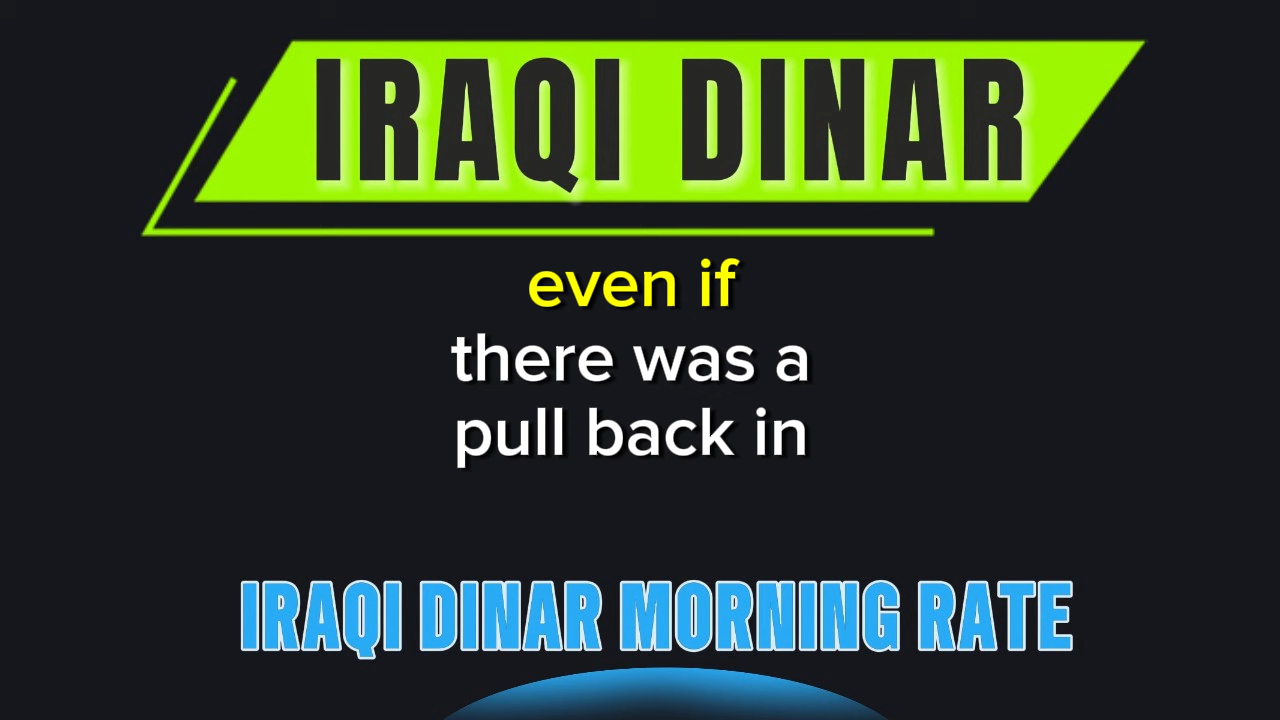 IRAQI DINAR
even if
there was a
pull back in
IRAQI DINAR MORNING RATE